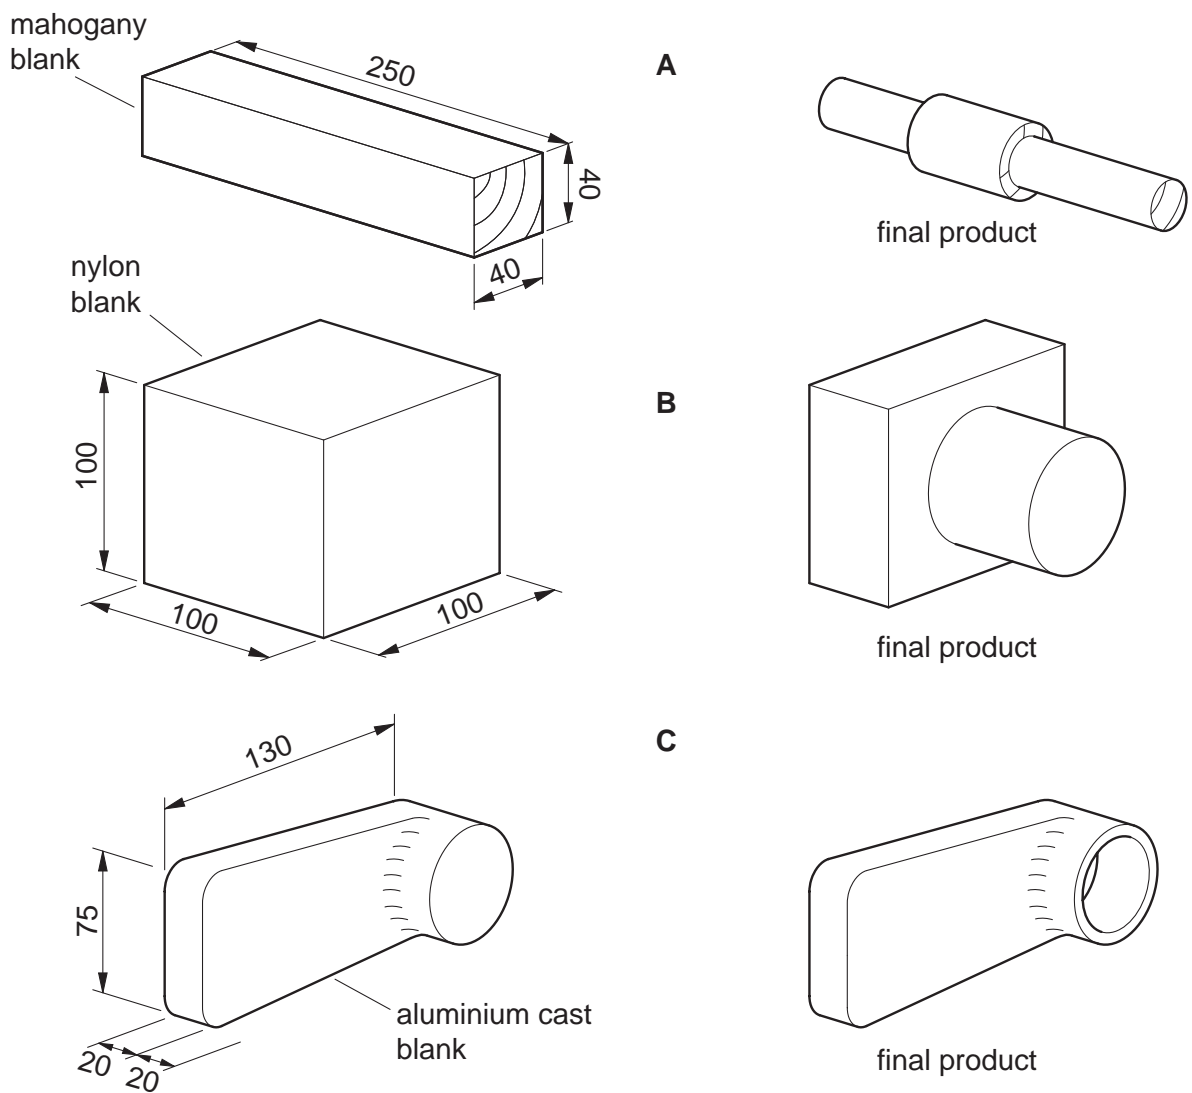 mahogany
blank
250
40
40
A
final product
nylon
blank
100
100
100
B
final product
130
75
20
20
aluminium cast
blank
C
final product